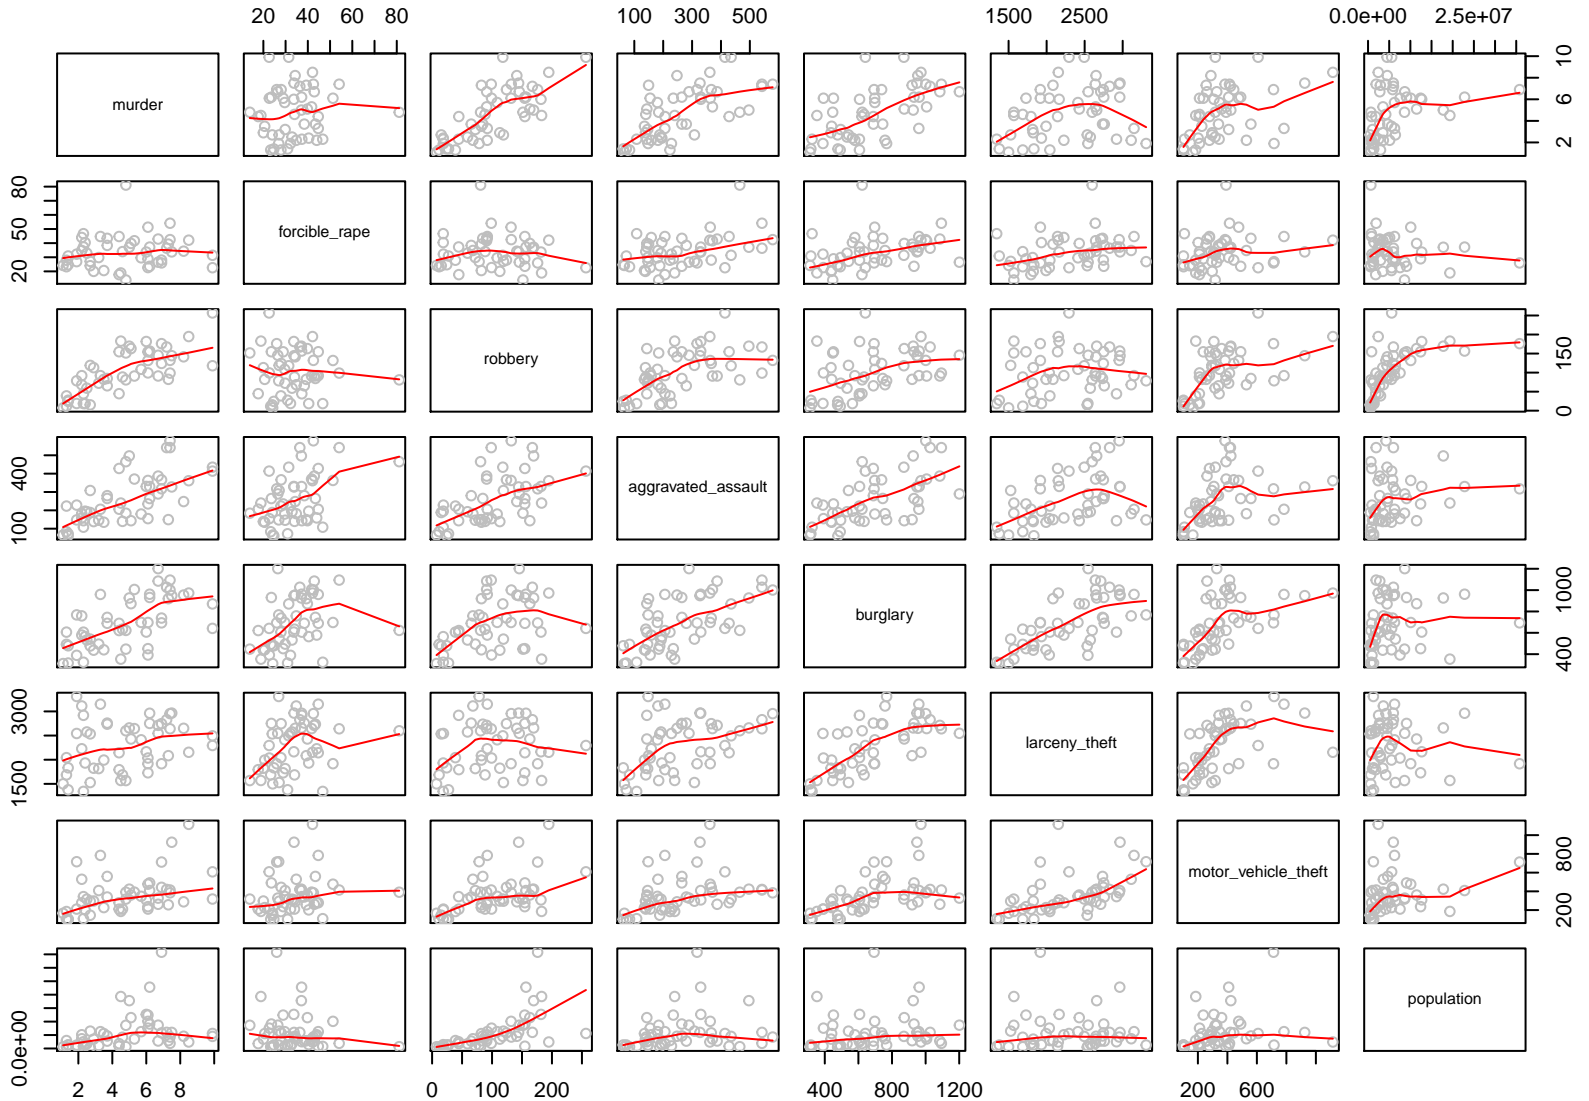 20 40 60 80 100 300 500 1500 2500 0.0e+00 2.5e+07
murder
2 6 10
20 50 80
forcible_rape
robbery
0 150
100 400
aggravated_assault
burglary
400 1000
1500 3000
larceny_theft
motor_vehicle_theft
200 800
0.0e+00
population
2 4 6 8 0 100 200 400 800 1200 200 600